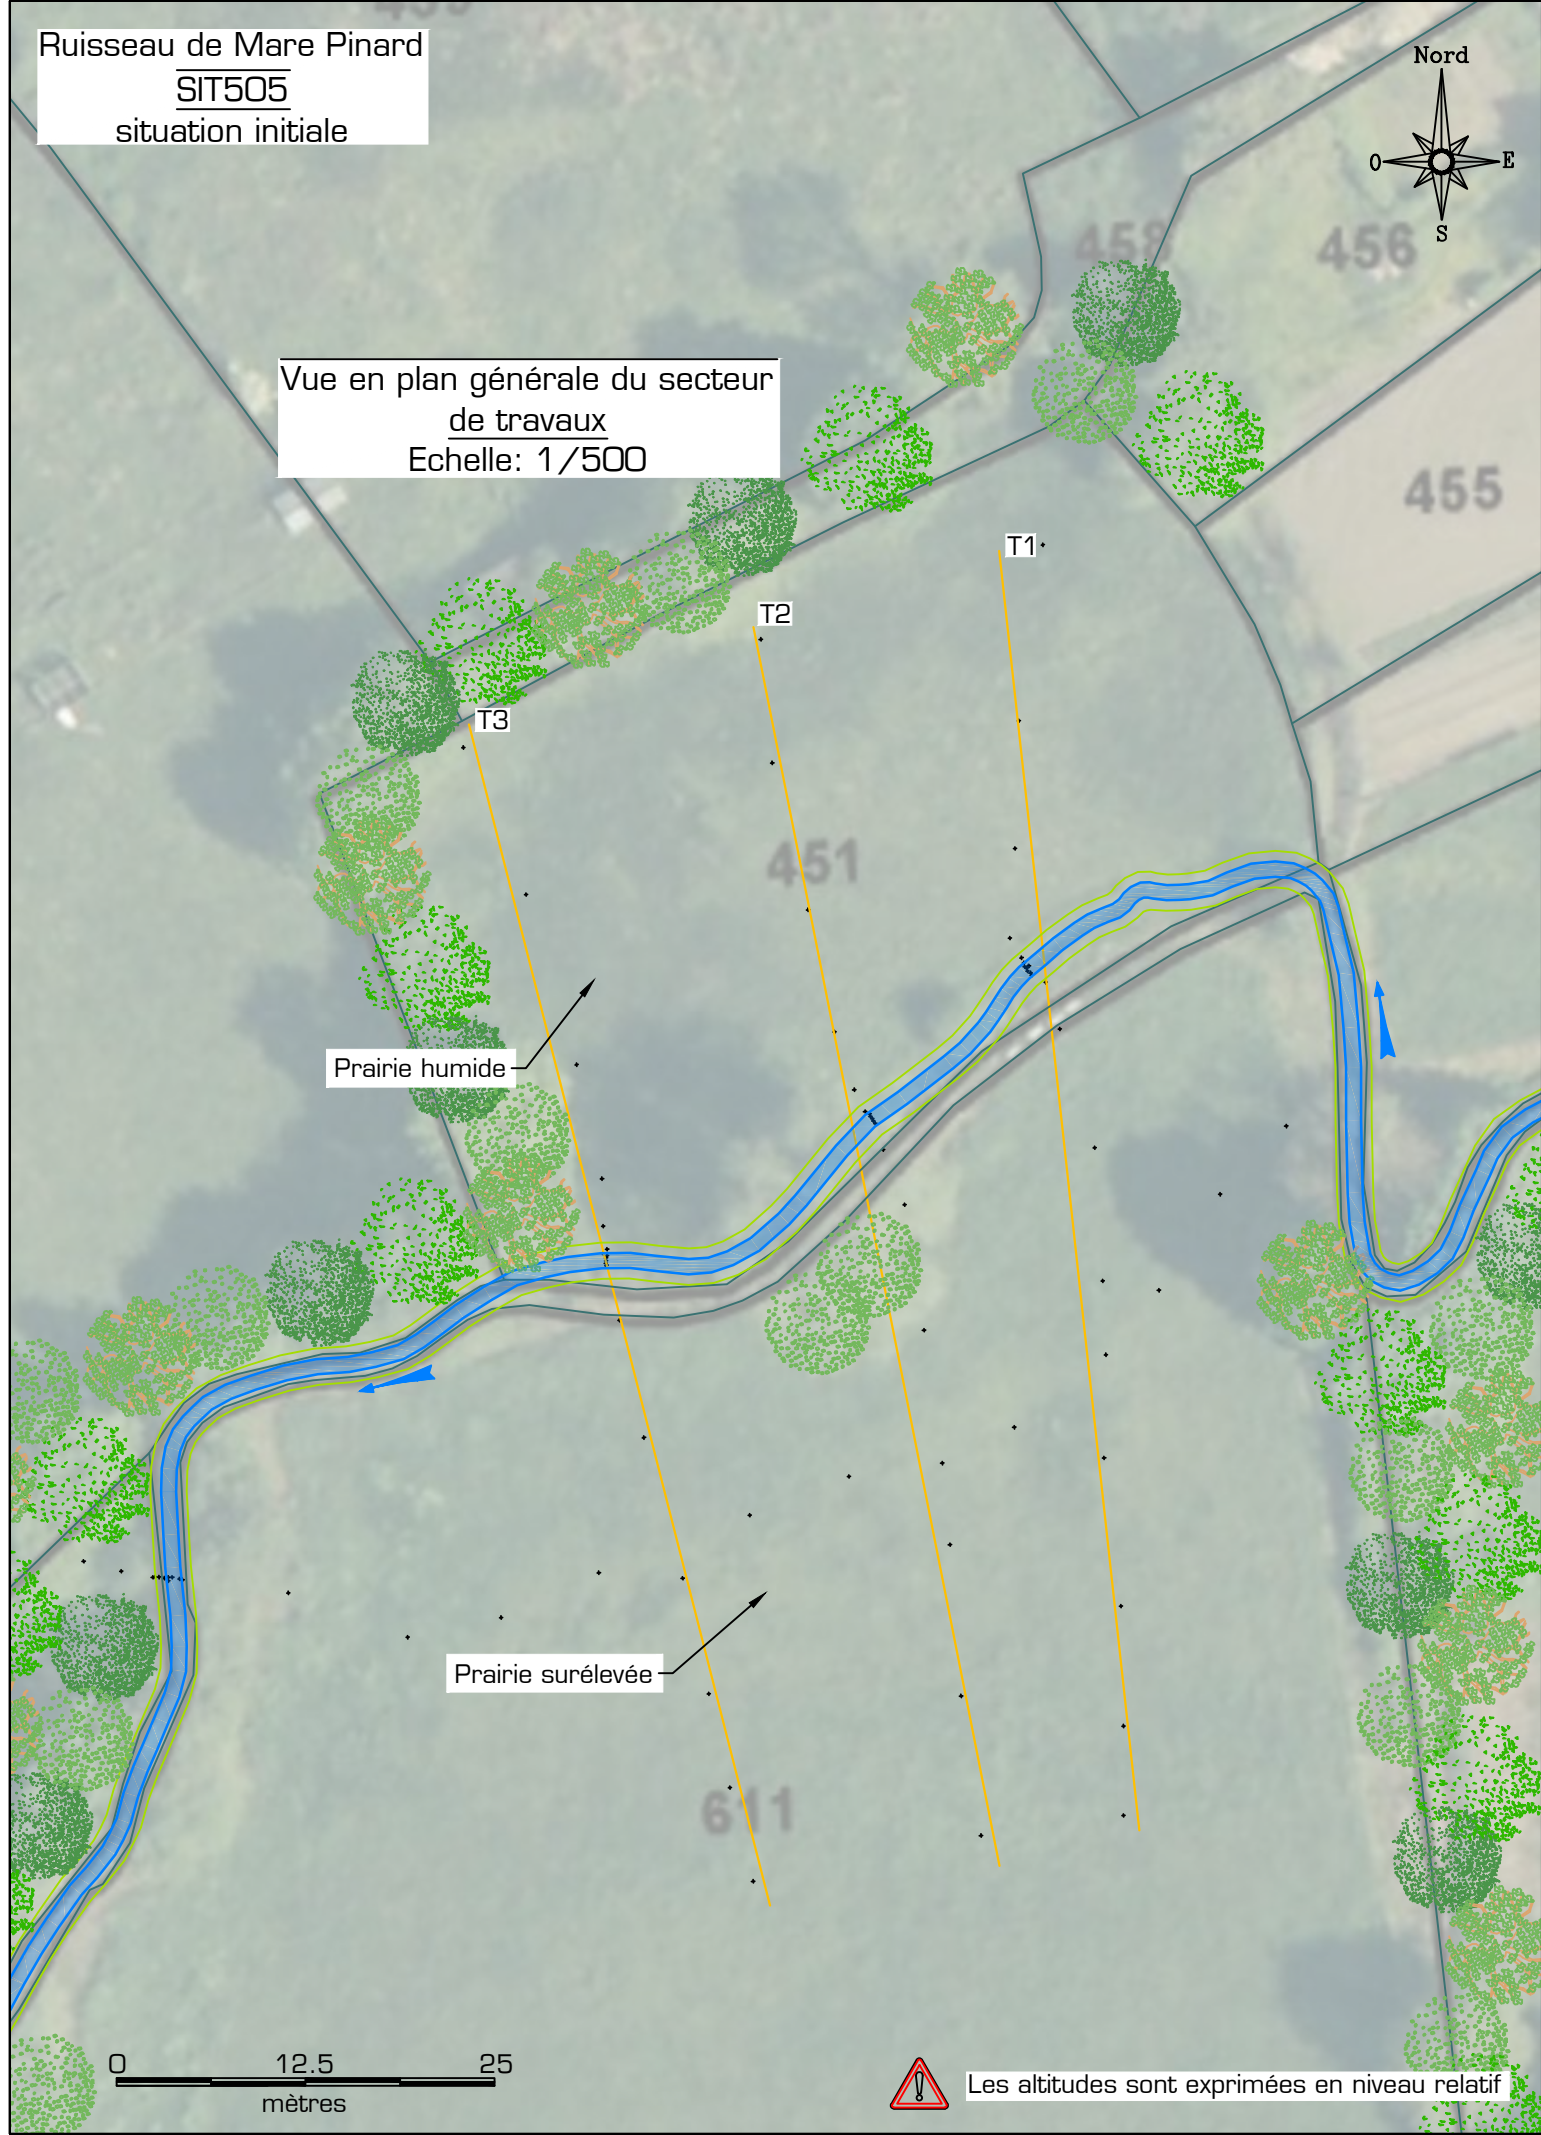 Ruisseau de Mare Pinard
SIT505
situation initiale
Nord
O
E
S
458
456
Vue en plan générale du secteur
de travaux
Echelle: 1/500
455
T1
T2
T3
451
Prairie humide
Prairie surélevée
611
0 12.5 25
mètres
Les altitudes sont exprimées en niveau relatif